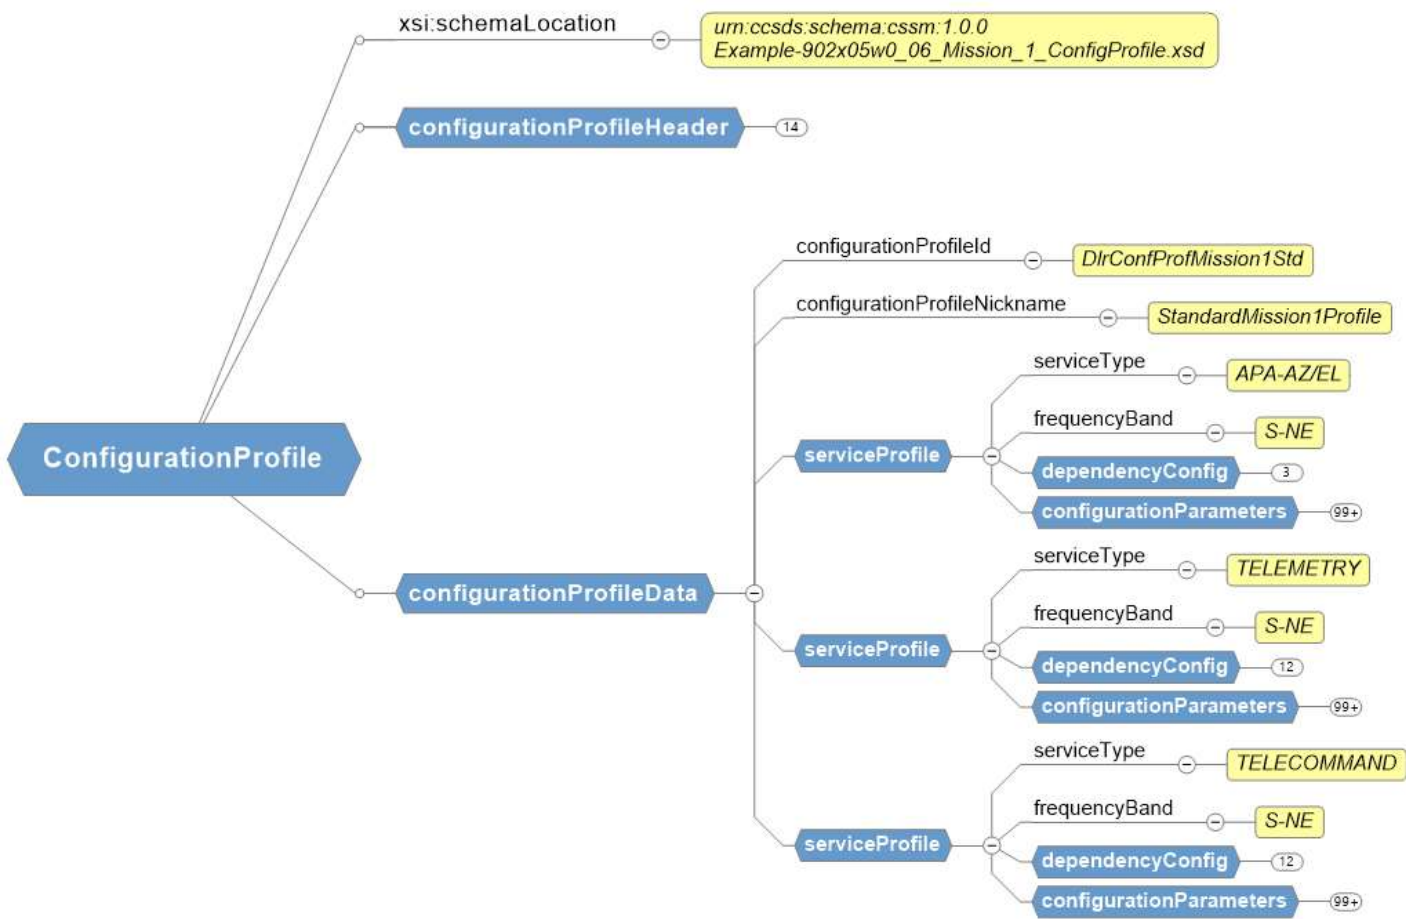 xsi:schemaLocation
urn:ccsds:schema:cssm:1.0.0
Example-902x05w0_06_Mission_1_ConfigProfile.xsd
configurationProfileHeader
14
configurationProfileId
DlrConfProfMission1Std
configurationProfileNickname
StandardMission1Profile
serviceType
APA-AZ/EL
frequencyBand
S-NE
serviceProfile
dependencyConfig
3
configurationParameters
99+
ConfigurationProfile
serviceType
TELEMETRY
configurationProfileData
frequencyBand
S-NE
serviceProfile
dependencyConfig
12
configurationParameters
99+
serviceType
TELECOMMAND
frequencyBand
S-NE
serviceProfile
dependencyConfig
12
configurationParameters
99+